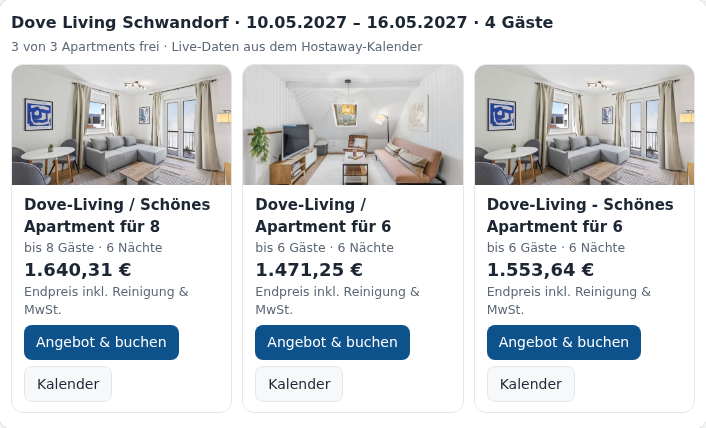 Dove Living Schwandorf · 10.05.2027 – 16.05.2027 · 4 Gäste
3 von 3 Apartments frei · Live-Daten aus dem Hostaway-Kalender
Dove-Living / Schönes
Apartment für 8
bis 8 Gäste · 6 Nächte
1.640,31 €
Endpreis inkl. Reinigung &
MwSt.
Angebot & buchen
Kalender
Dove-Living /
Apartment für 6
bis 6 Gäste · 6 Nächte
1.471,25 €
Endpreis inkl. Reinigung &
MwSt.
Angebot & buchen
Kalender
Dove-Living - Schönes
Apartment für 6
bis 6 Gäste · 6 Nächte
1.553,64 €
Endpreis inkl. Reinigung &
MwSt.
Angebot & buchen
Kalender